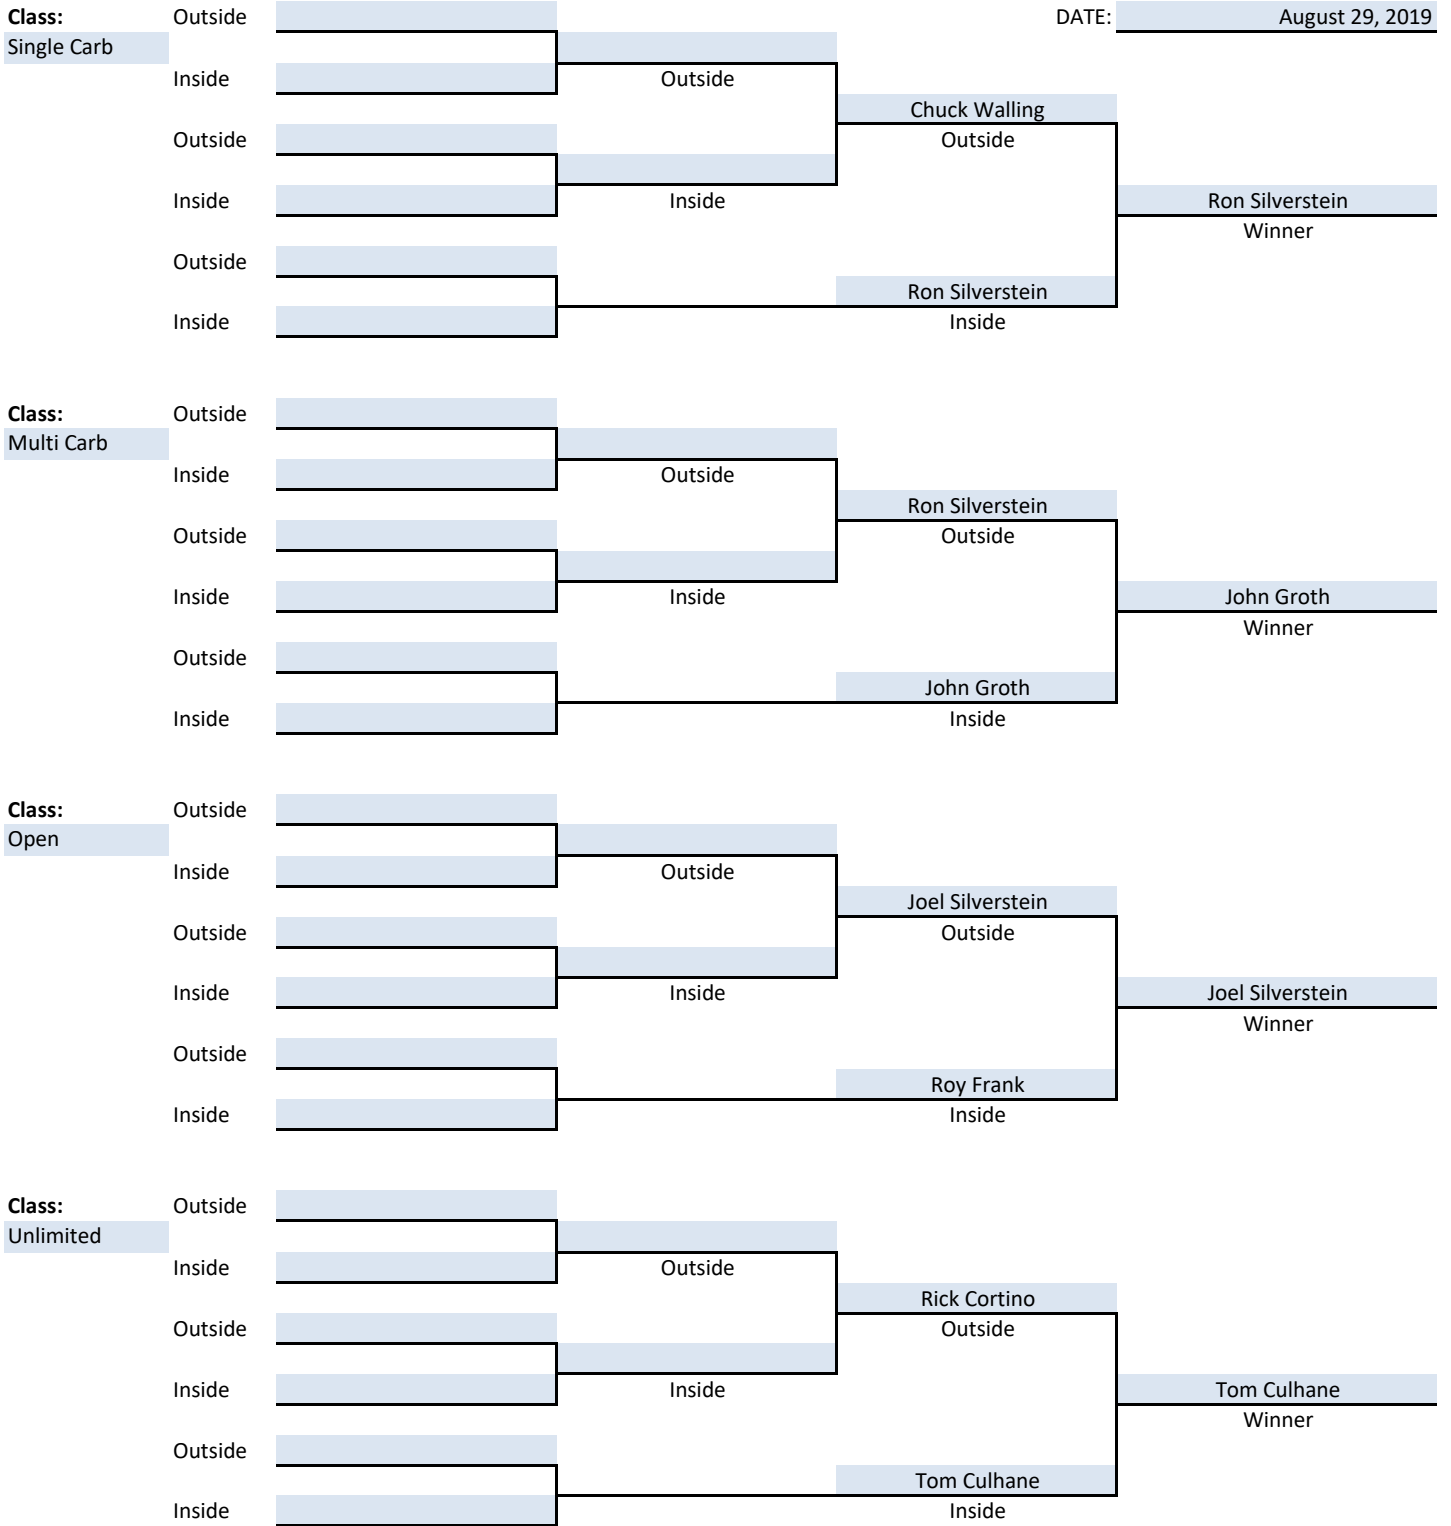 Class: Outside DATE: August 29, 2019
Single Carb
Inside Outside
Chuck Walling
Outside Outside
Inside Inside Ron Silverstein
Winner
Outside
Ron Silverstein
Inside Inside
Class: Outside
Multi Carb
Inside Outside
Ron Silverstein
Outside Outside
Inside Inside John Groth
Winner
Outside
John Groth
Inside Inside
Class: Outside
Open
Inside Outside
Joel Silverstein
Outside Outside
Inside Inside Joel Silverstein
Winner
Outside
Roy Frank
Inside Inside
Class: Outside
Unlimited
Inside Outside
Rick Cortino
Outside Outside
Inside Inside Tom Culhane
Winner
Outside
Tom Culhane
Inside Inside